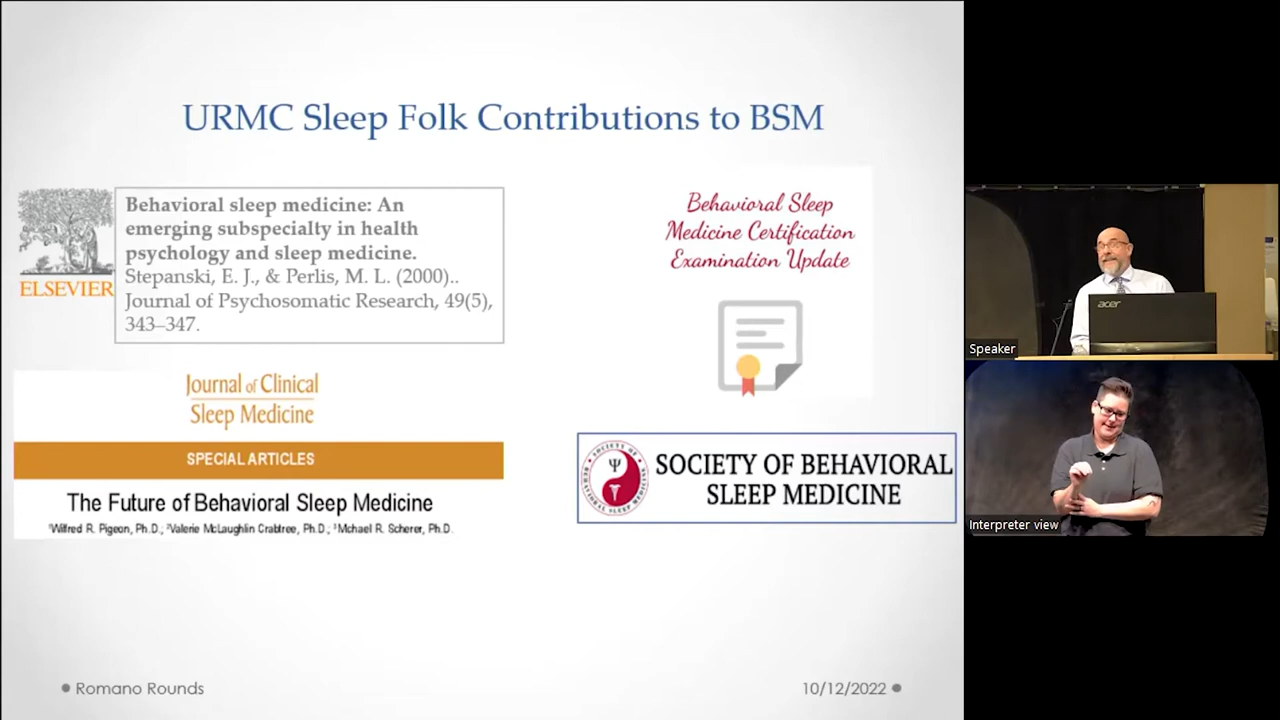 URMC Sleep Folk Contributions to BSM
ELSEVIER
Behavioral sleep medicine: An
emerging subspecialty in health
psychology and sleep medicine.
Stepanski, E. J., & Perlis, M. L. (2000)..
Journal of Psychosomatic Research, 49(5),
343–347.
Journal of Clinical
Sleep Medicine
SPECIAL ARTICLES
The Future of Behavioral Sleep Medicine
¹Wilfred R. Pigeon, Ph.D.; ²Valerie McLaughlin Crabtree, Ph.D.; ³Michael R. Scherer, Ph.D.
Behavioral Sleep
Medicine Certification
Examination Update
SOCIETY OF BEHAVIORAL
SLEEP MEDICINE
Romano Rounds
10/12/2022
acer
Speaker
Interpreter view